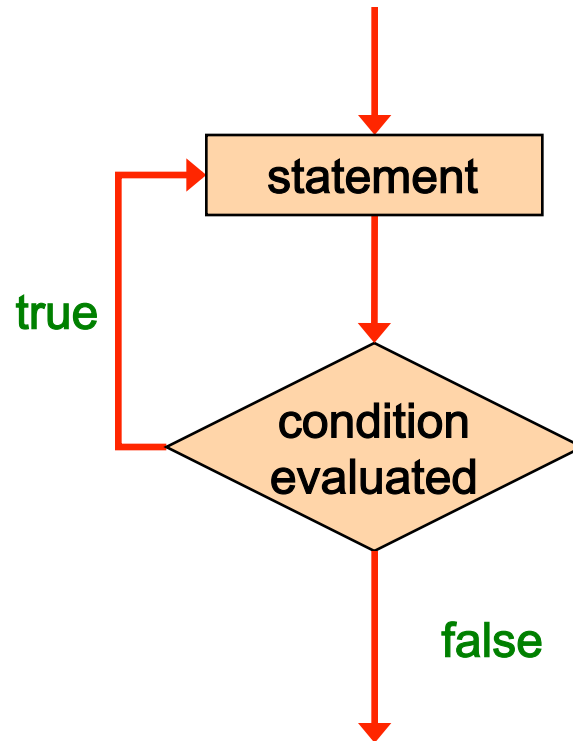 statement
true
condition
evaluated
false